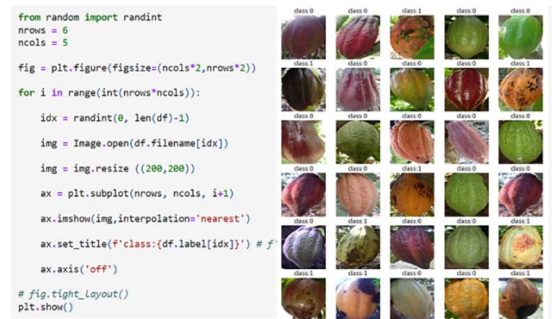 from random import randint
nrows = 6
ncols = 5
fig = plt.figure(figsize=(ncols*2,nrows*2))
for i in range(int(nrows*ncols)):
idx = randint(0, len(df)-1)
img = Image.open(df.filename[idx])
img = img.resize ((200,200))
ax = plt.subplot(nrows, ncols, i+1)
ax.imshow(img,interpolation='nearest')
ax.set_title(f'class:{df.label[idx]}') # f'
ax.axis('off')
# fig.tight_layout()
plt.show()
class:0 class:0 class:1 class:0 class:0
class:1 class:0 class:0 class:0 class:1
class:0 class:0 class:0 class:0 class:0
class:0 class:0 class:1 class:0 class:0
class:0 class:1 class:0 class:0 class:1
class:1 class:1 class:0 class:0 class:1